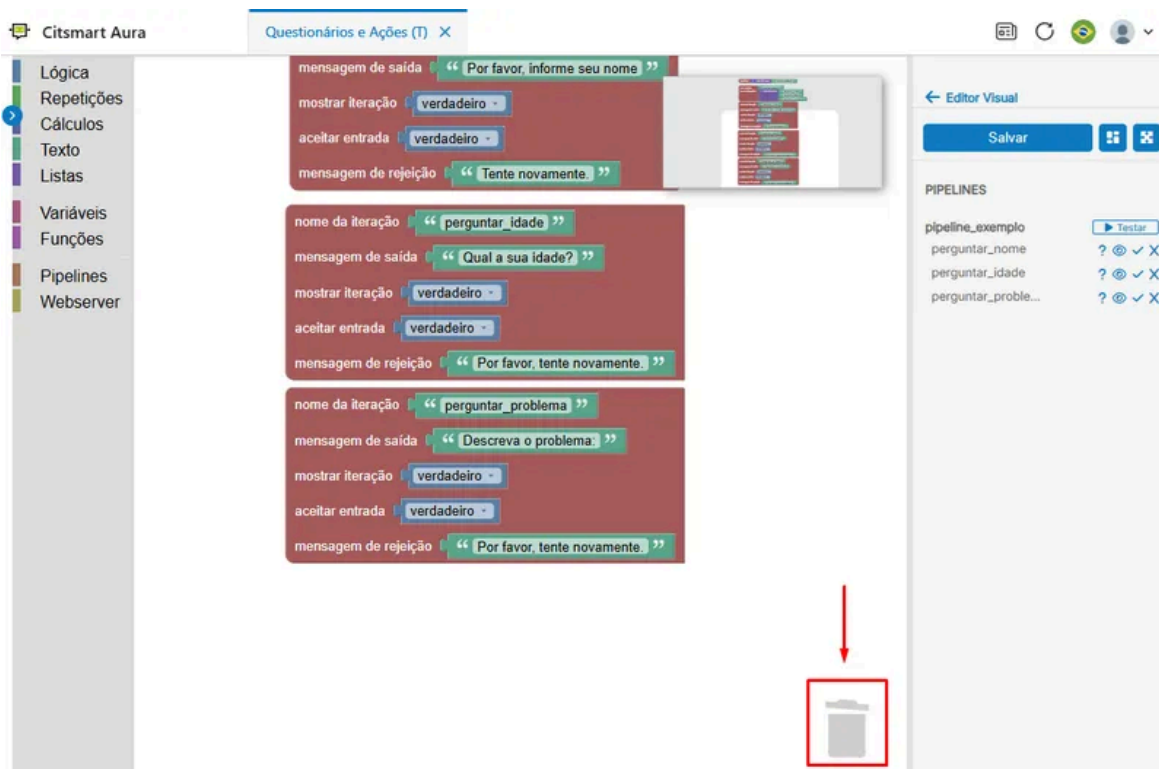 Citsmart Aura
Questionários e Ações (T) X
Lógica
Repetições
Cálculos
Texto
Listas
Variáveis
Funções
Pipelines
Webserver
mensagem de saída “ Por favor, informe seu nome ”
mostrar iteração verdadeiro
aceitar entrada verdadeiro
mensagem de rejeição “ Tente novamente. ”
nome da iteração “ perguntar_idade ”
mensagem de saída “ Qual a sua idade? ”
mostrar iteração verdadeiro
aceitar entrada verdadeiro
mensagem de rejeição “ Por favor, tente novamente. ”
nome da iteração “ perguntar_problema ”
mensagem de saída “ Descreva o problema: ”
mostrar iteração verdadeiro
aceitar entrada verdadeiro
mensagem de rejeição “ Por favor, tente novamente. ”
← Editor Visual
Salvar
PIPELINES
pipeline_exemplo Testar
perguntar_nome ?
perguntar_idade ?
perguntar_proble... ?